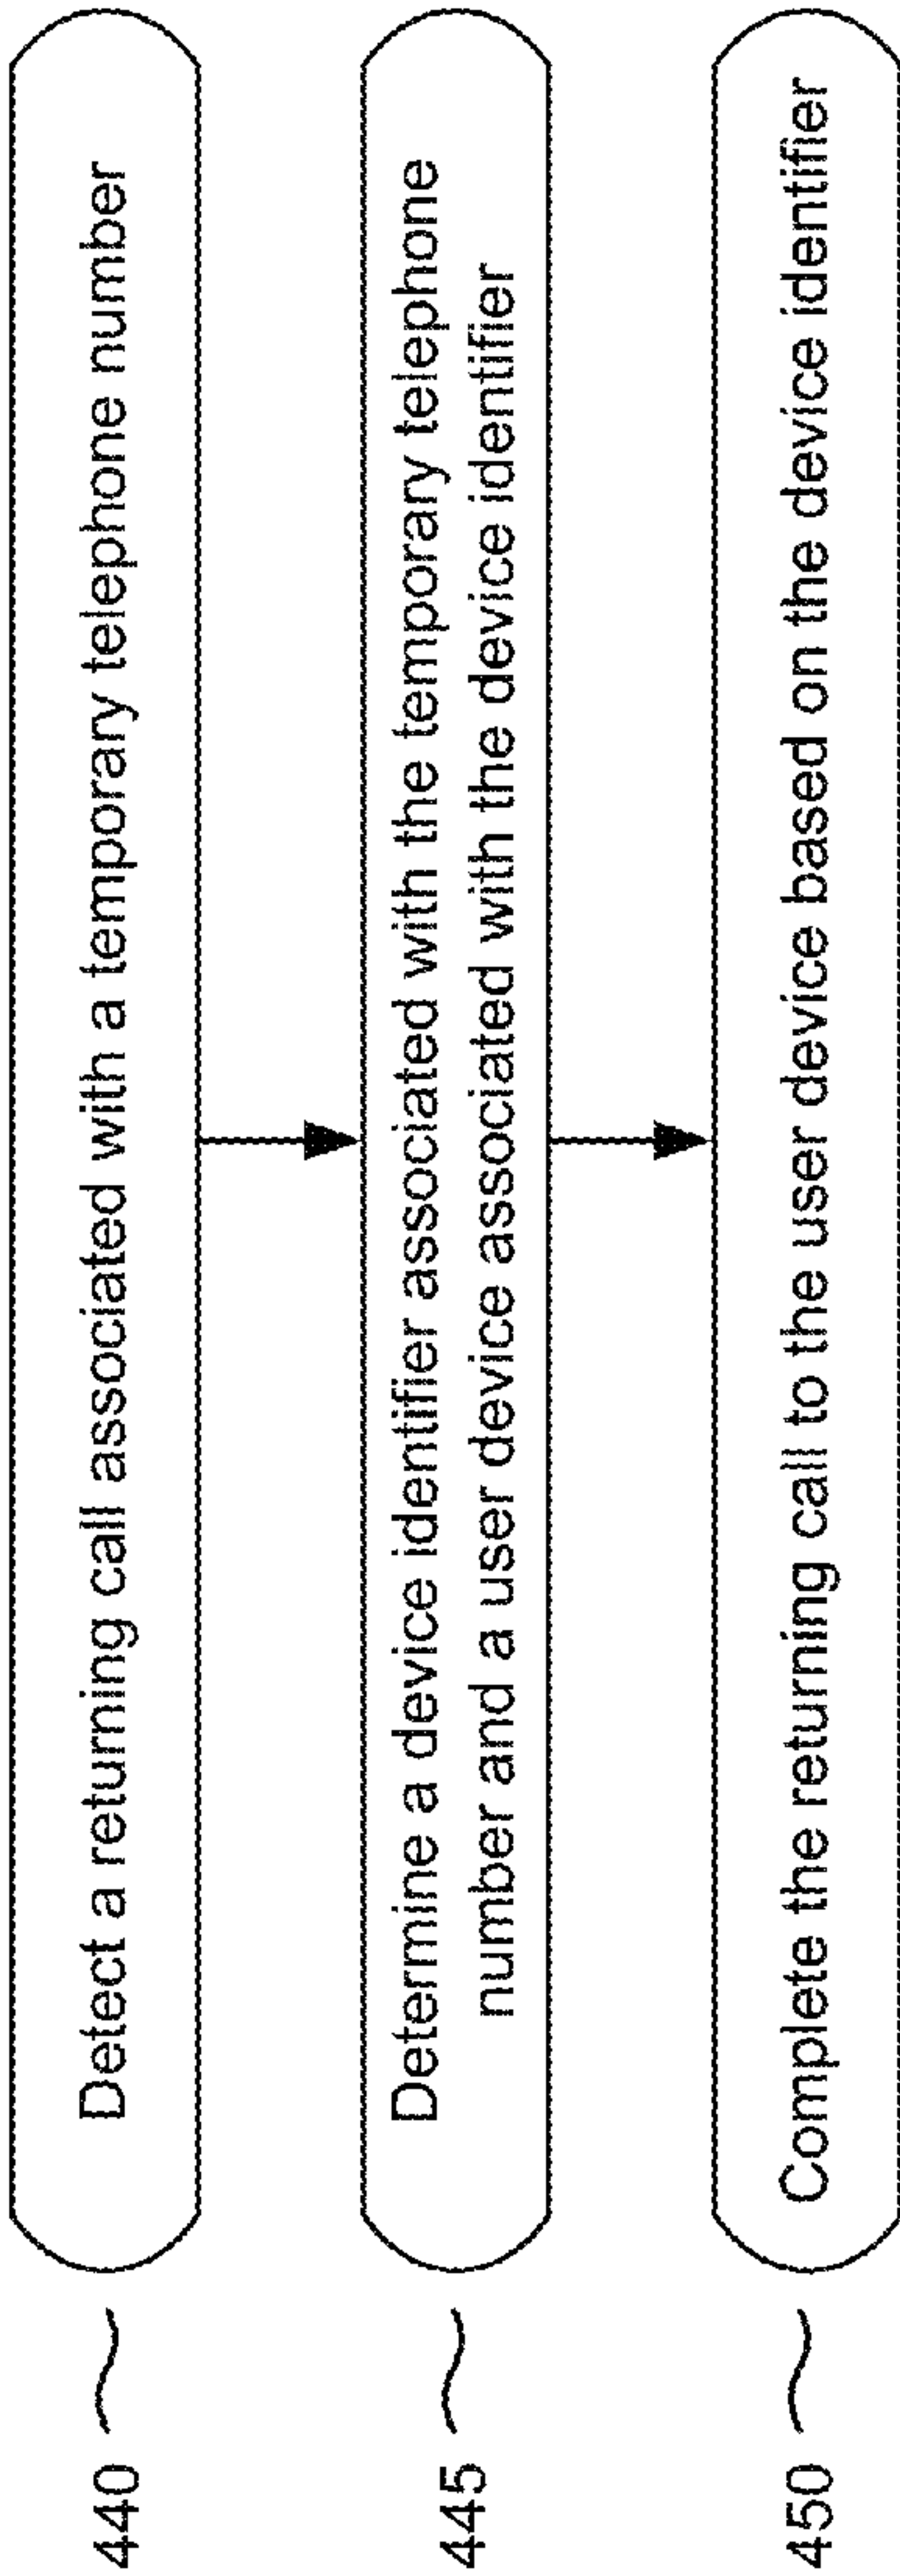 440
Detect a returning call associated with a temporary telephone number
445
Determine a device identifier associated with the temporary telephone
number and a user device associated with the device identifier
450
Complete the returning call to the user device based on the device identifier